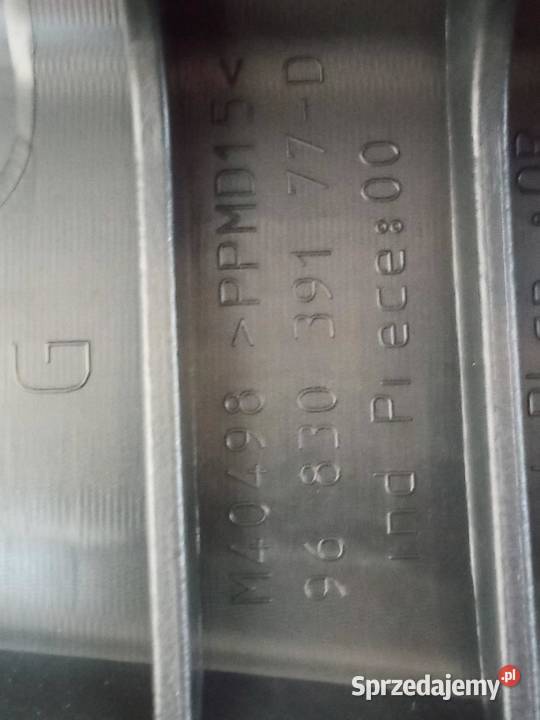 G
M40498 >PPMD15<
96 830 391 77-D
ind Piece:00
Sprzedajemy.pl